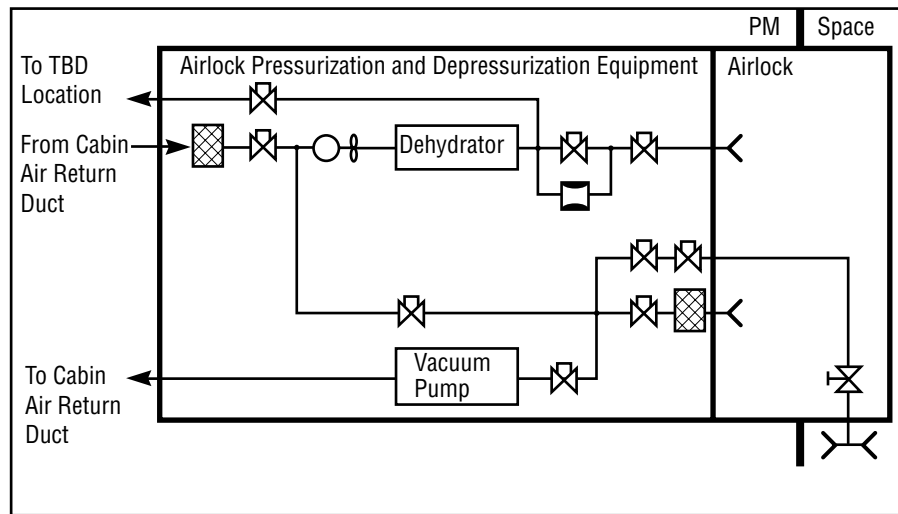 PM
Space
To TBD
Location
Airlock Pressurization and Depressurization Equipment
Airlock
From Cabin
Air Return
Duct
Dehydrator
To Cabin
Air Return
Duct
Vacuum
Pump